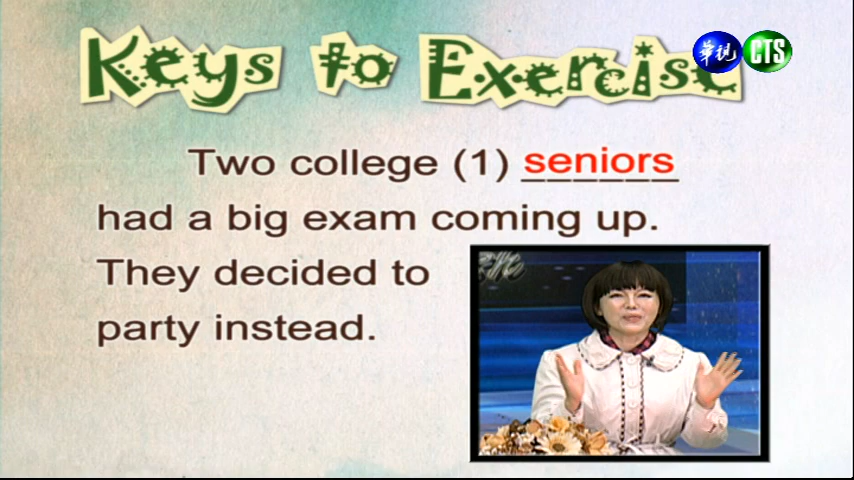 Keys to Exercise
華視 CTS
Two college (1) seniors
had a big exam coming up.
They decided to
party instead.